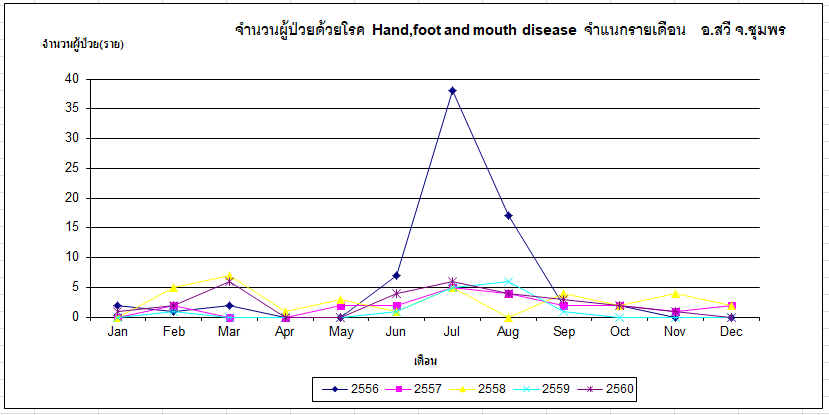 จำนวนผู้ป่วยด้วยโรค Hand,foot and mouth disease จำแนกรายเดือน อ.สวี จ.ชุมพร
จำนวนผู้ป่วย(ราย)
40
35
30
25
20
15
10
5
0
Jan Feb Mar Apr May Jun Jul Aug Sep Oct Nov Dec
เดือน
2556 2557 2558 2559 2560